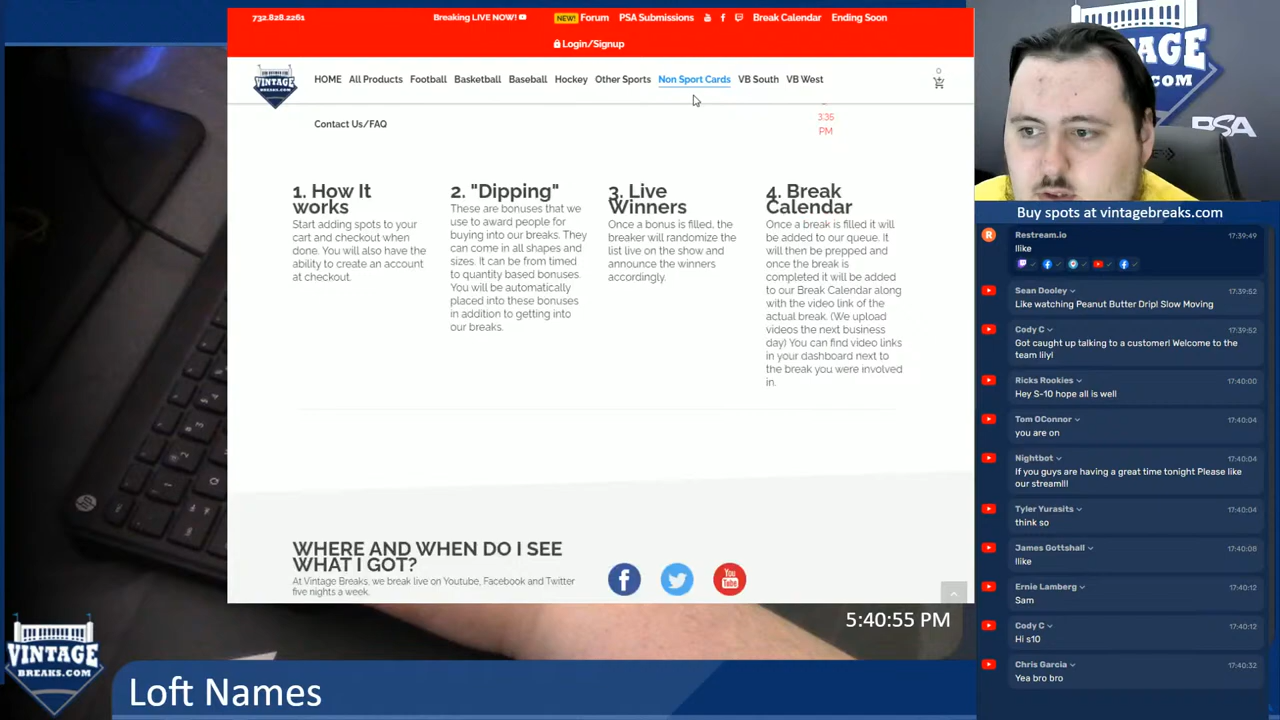 732.828.2261
Breaking LIVE NOW!
NEW! Forum
PSA Submissions
Break Calendar
Ending Soon
Login/Signup
VINTAGE
BREAKS.COM
HOME
All Products
Football
Basketball
Baseball
Hockey
Other Sports
Non Sport Cards
VB South
VB West
0
Contact Us/FAQ
3:35
PM
1. How It
works
Start adding spots to your
cart and checkout when
done. You will also have the
ability to create an account
at checkout.
2. "Dipping"
These are bonuses that we
use to award people for
buying into our breaks. They
can come in all shapes and
sizes. It can be from timed
to quantity based bonuses.
You will be automatically
placed into these bonuses
in addition to getting into
our breaks.
3. Live
Winners
Once a bonus is filled, the
breaker will randomize the
list live on the show and
announce the winners
accordingly.
4. Break
Calendar
Once a break is filled it will
be added to our queue. It
will then be prepped and
once the break is
completed it will be added
to our Break Calendar along
with the video link of the
actual break. (We upload
videos the next business
day) You can find video links
in your dashboard next to
the break you were involved
in.
WHERE AND WHEN DO I SEE
WHAT I GOT?
At Vintage Breaks, we break live on Youtube, Facebook and Twitter
five nights a week.
You
Tube
5:40:55 PM
VINTAGE
BREAKS.COM
Loft Names
PSA
Buy spots at vintagebreaks.com
R
Restream.io
17:39:49
llike
Sean Dooley
17:39:52
Like watching Peanut Butter Drip! Slow Moving
Cody C
17:39:52
Got caught up talking to a customer! Welcome to the
team lily!
Ricks Rookies
17:40:00
Hey S-10 hope all is well
Tom OConnor
17:40:04
you are on
Nightbot
17:40:04
If you guys are having a great time tonight Please like
our stream!!!
Tyler Yurasits
17:40:04
think so
James Gottshall
17:40:08
llike
Ernie Lamberg
17:40:12
Sam
Cody C
17:40:12
Hi s10
Chris Garcia
17:40:32
Yea bro bro